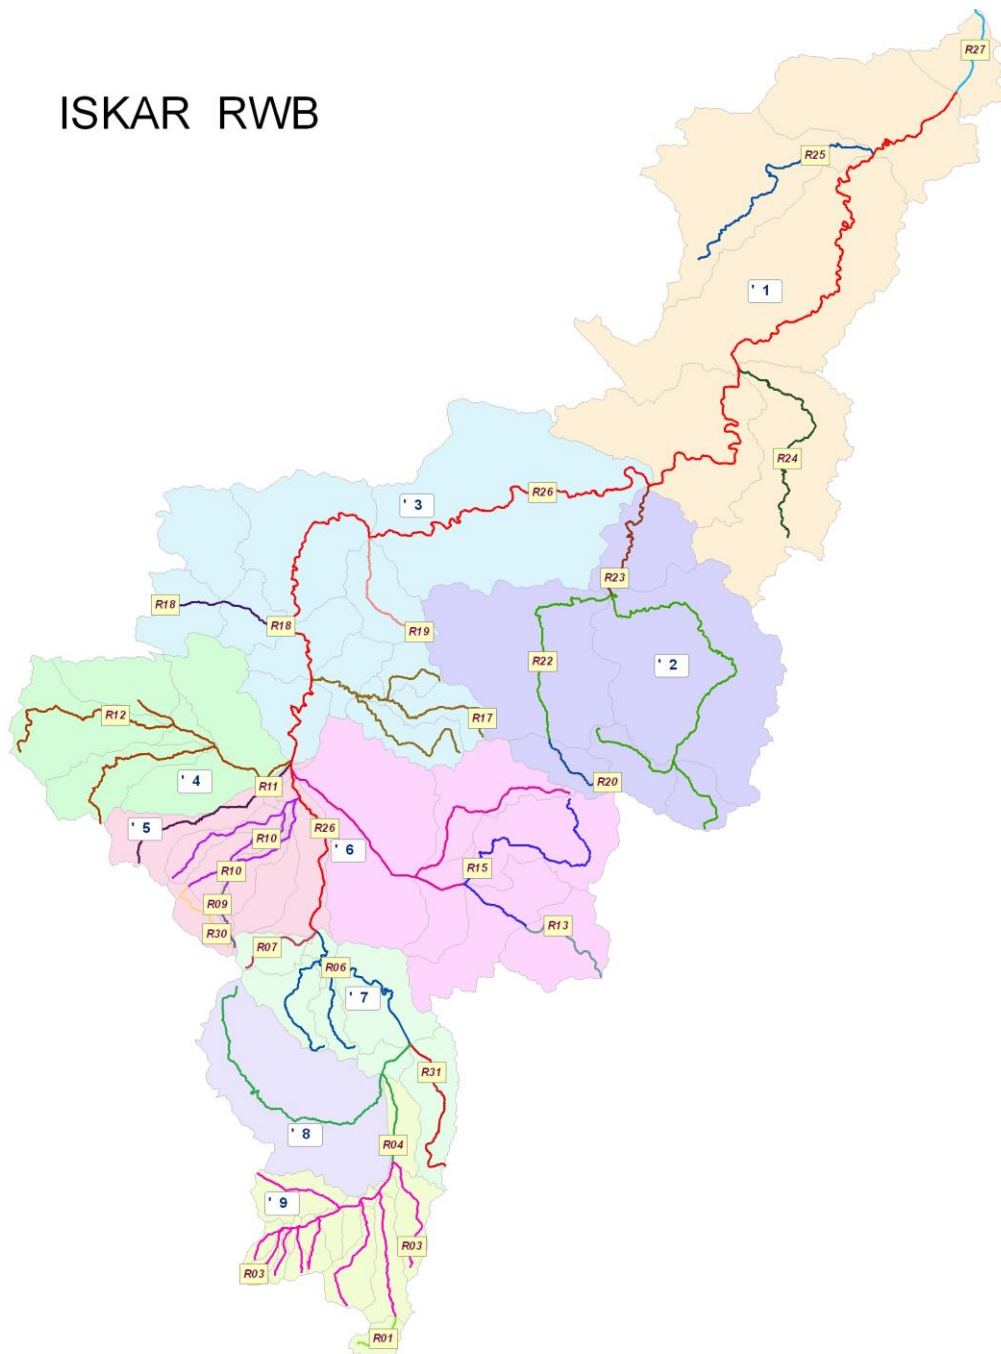 R27
ISKAR RWB
R25
' 1
R24
R26
' 3
R23
R18
R18
R19
R22
' 2
R12
R17
' 4
R11
R20
' 5
R26
R10
' 6
R10
R15
R09
R13
R30
R07
R06
' 7
R31
' 8
R04
' 9
R03
R03
R01